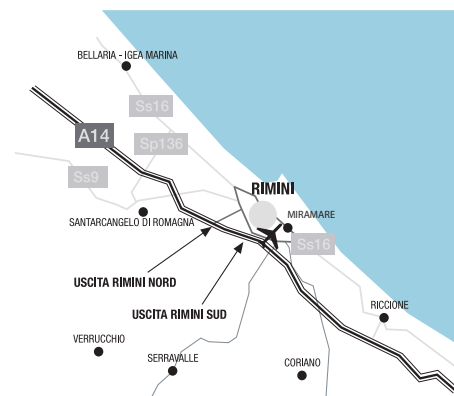 BELLARIA - IGEA MARINA
Ss16
A14
Sp136
Ss9
RIMINI
SANTARCANGELO DI ROMAGNA
MIRAMARE
Ss16
USCITA RIMINI NORD
USCITA RIMINI SUD
RICCIONE
VERRUCCHIO
SERRAVALLE
CORIANO